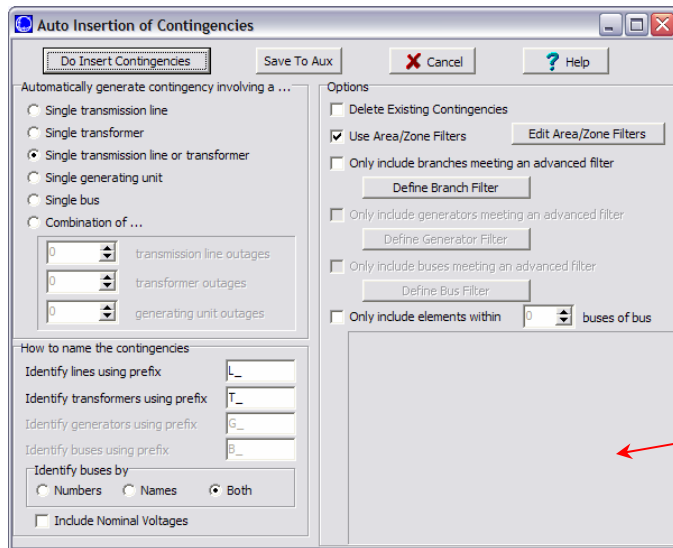 Auto Insertion of Contingencies
Do Insert Contingencies
Save To Aux
Cancel
? Help
Automatically generate contingency involving a ...
Single transmission line
Single transformer
Single transmission line or transformer
Single generating unit
Single bus
Combination of ...
0 transmission line outages
0 transformer outages
0 generating unit outages
How to name the contingencies
Identify lines using prefix L_
Identify transformers using prefix T_
Identify generators using prefix G_
Identify buses using prefix B_
Identify buses by
Numbers Names Both
Include Nominal Voltages
Options
Delete Existing Contingencies
Use Area/Zone Filters Edit Area/Zone Filters
Only include branches meeting an advanced filter
Define Branch Filter
Only include generators meeting an advanced filter
Define Generator Filter
Only include buses meeting an advanced filter
Define Bus Filter
Only include elements within 0 buses of bus